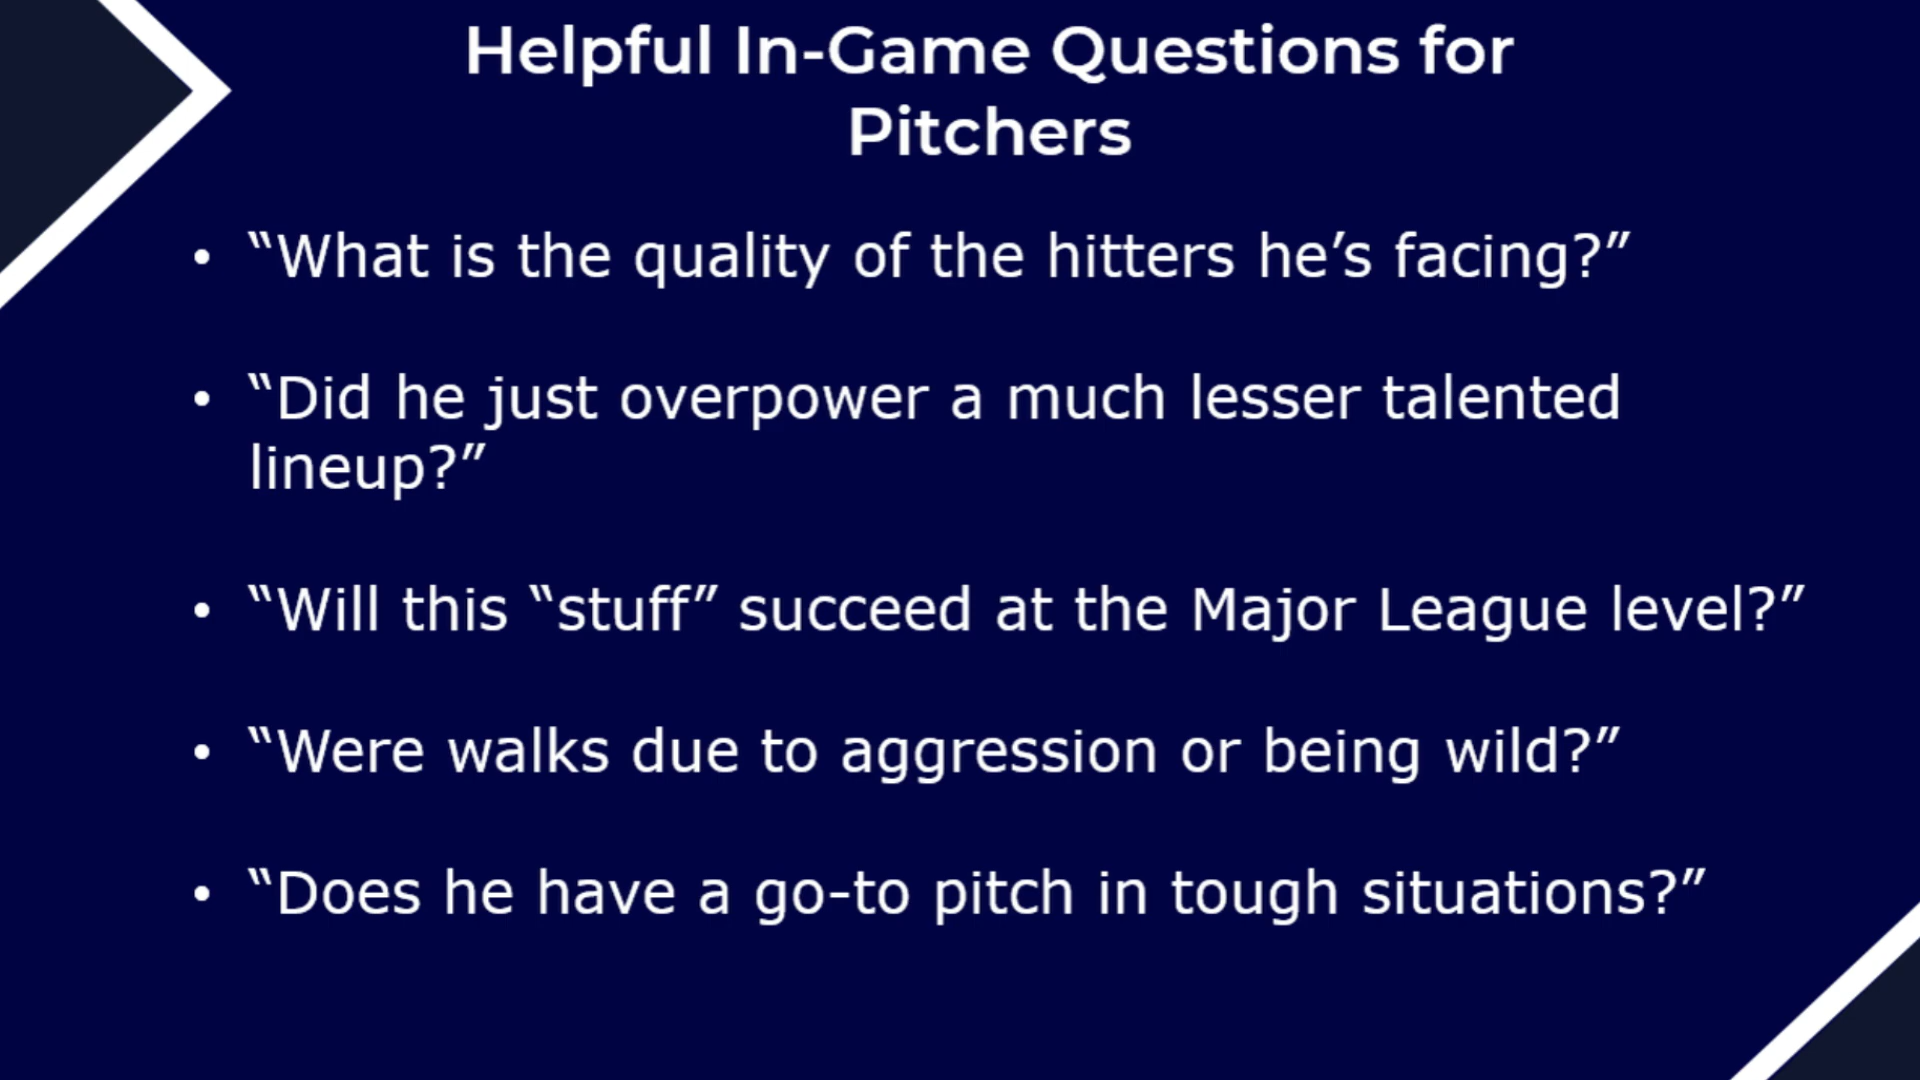 Helpful In-Game Questions for
Pitchers
• “What is the quality of the hitters he’s facing?”
• “Did he just overpower a much lesser talented
lineup?”
• “Will this “stuff” succeed at the Major League level?”
• “Were walks due to aggression or being wild?”
• “Does he have a go-to pitch in tough situations?”